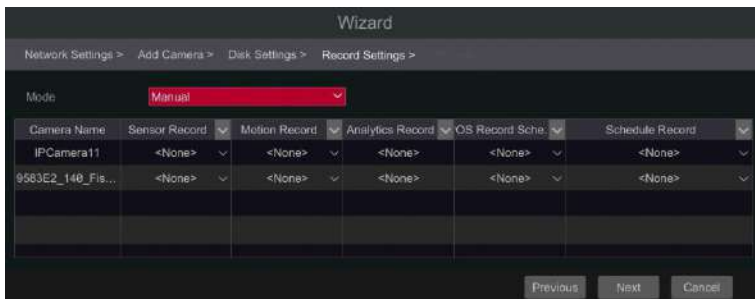 Wizard
Network Settings > Add Camera > Disk Settings > Record Settings >
Mode Manual
Camera Name Sensor Record Motion Record Analytics Record OS Record Sche. Schedule Record
IPCamera11 <None> <None> <None> <None> <None>
9583E2_140_Fis... <None> <None> <None> <None> <None>
Previous Next Cancel